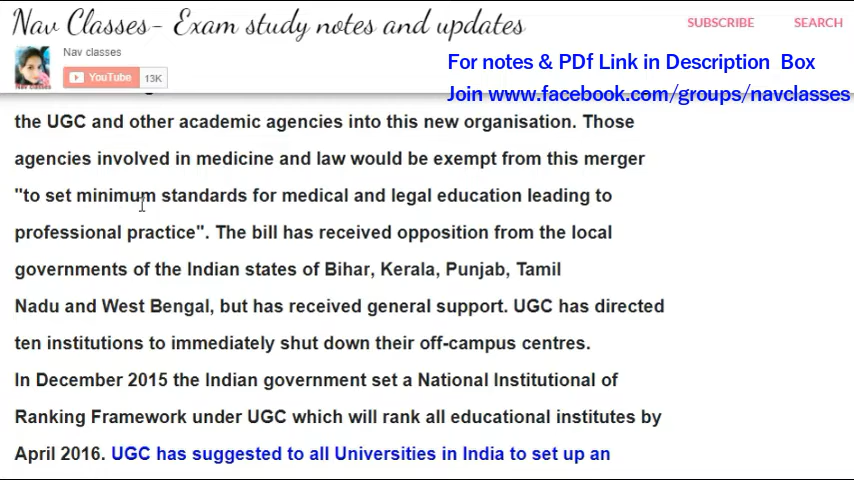 Nav Classes- Exam study notes and updates
SUBSCRIBE
SEARCH
Nav classes
YouTube 13K
For notes & PDf Link in Description Box
Join www.facebook.com/groups/navclasses
the UGC and other academic agencies into this new organisation. Those
agencies involved in medicine and law would be exempt from this merger
"to set minimum standards for medical and legal education leading to
professional practice". The bill has received opposition from the local
governments of the Indian states of Bihar, Kerala, Punjab, Tamil
Nadu and West Bengal, but has received general support. UGC has directed
ten institutions to immediately shut down their off-campus centres.
In December 2015 the Indian government set a National Institutional of
Ranking Framework under UGC which will rank all educational institutes by
April 2016. UGC has suggested to all Universities in India to set up an